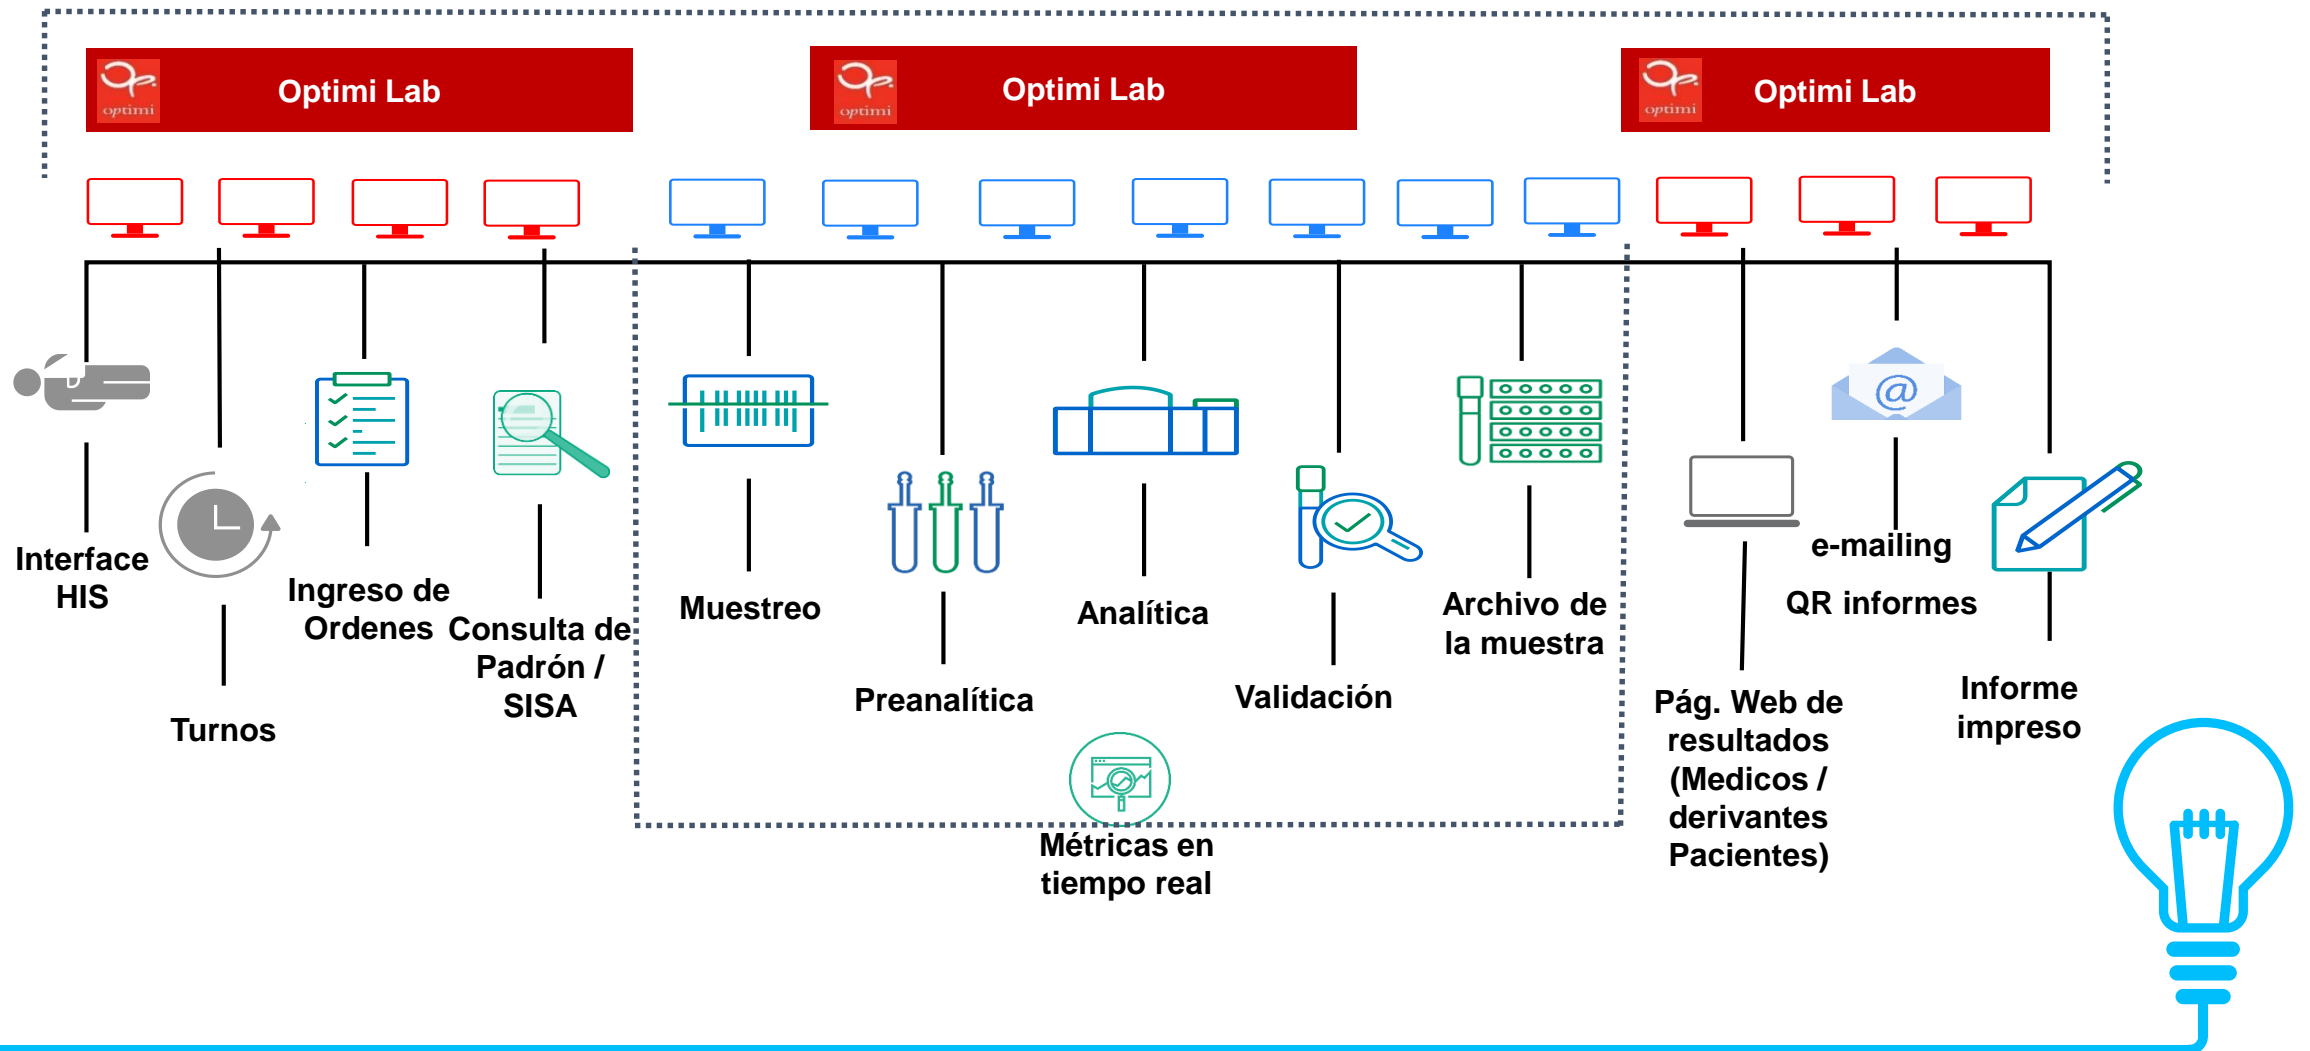 optimi
Optimi Lab
optimi
Optimi Lab
optimi
Optimi Lab
Interface
HIS
Turnos
Ingreso de
Ordenes
Consulta de
Padrón /
SISA
Muestreo
Preanalítica
Analítica
Validación
Archivo de
la muestra
Métricas en
tiempo real
Pág. Web de
resultados
(Medicos /
derivantes
Pacientes)
@
e-mailing
QR informes
Informe
impreso